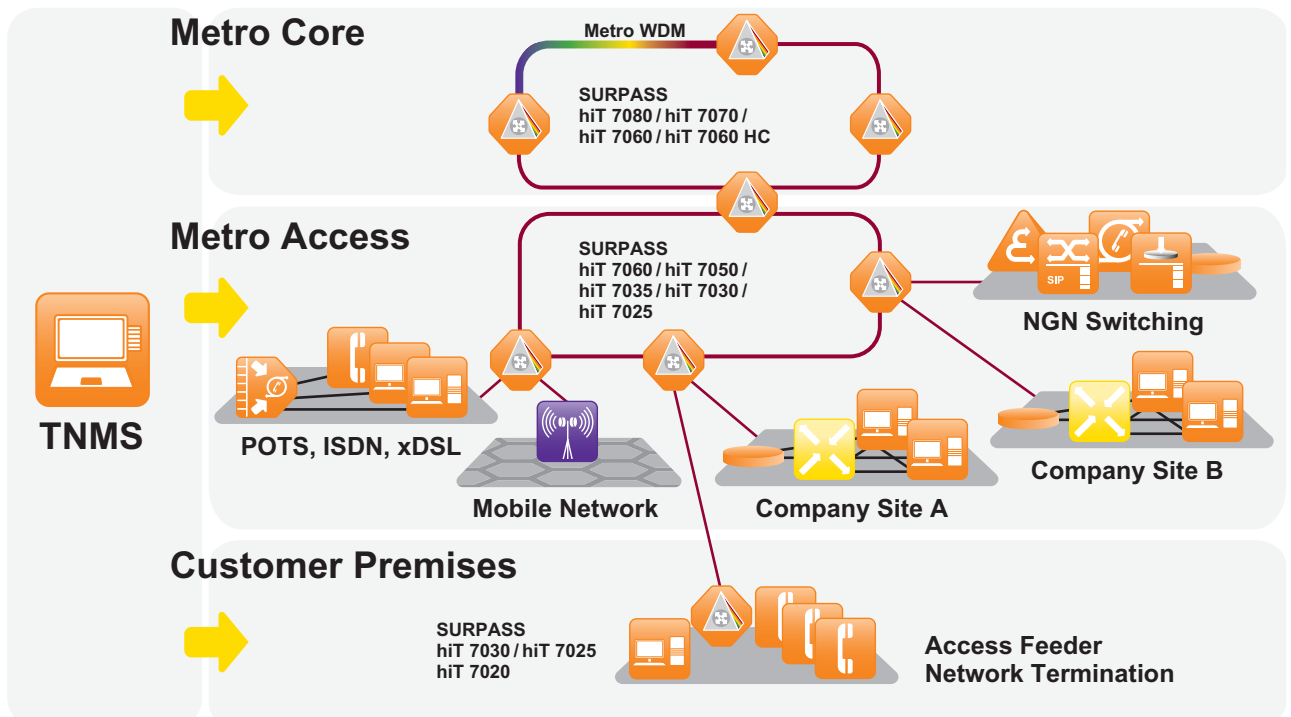 Metro Core
Metro WDM
SURPASS
hiT 7080 / hiT 7070 /
hiT 7060 / hiT 7060 HC
Metro Access
SURPASS
hiT 7060 / hiT 7050 /
hiT 7035 / hiT 7030 /
hiT 7025
SIP
NGN Switching
TNMS
POTS, ISDN, xDSL
Mobile Network
Company Site A
Company Site B
Customer Premises
SURPASS
hiT 7030 / hiT 7025
hiT 7020
Access Feeder
Network Termination